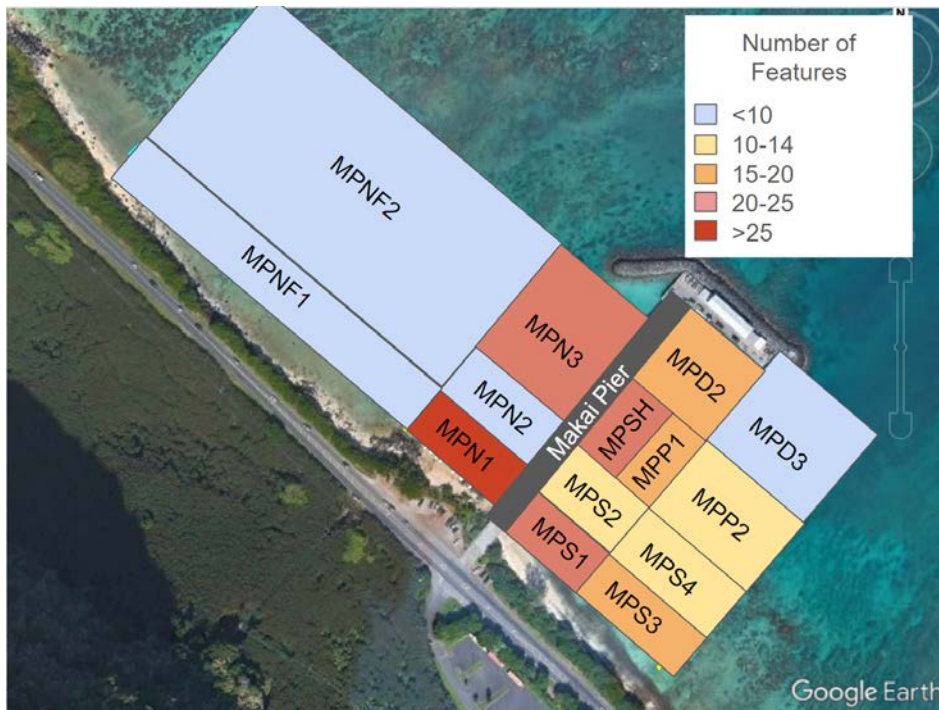 N
Number of
Features
<10
10-14
15-20
20-25
>25
MPNF2
MPNF1
MPN3
MPN2
MPN1
Makai Pier
MPD2
MPD3
MPSH
MPP1
MPP2
MPS2
MPS1
MPS4
MPS3
Google Earth